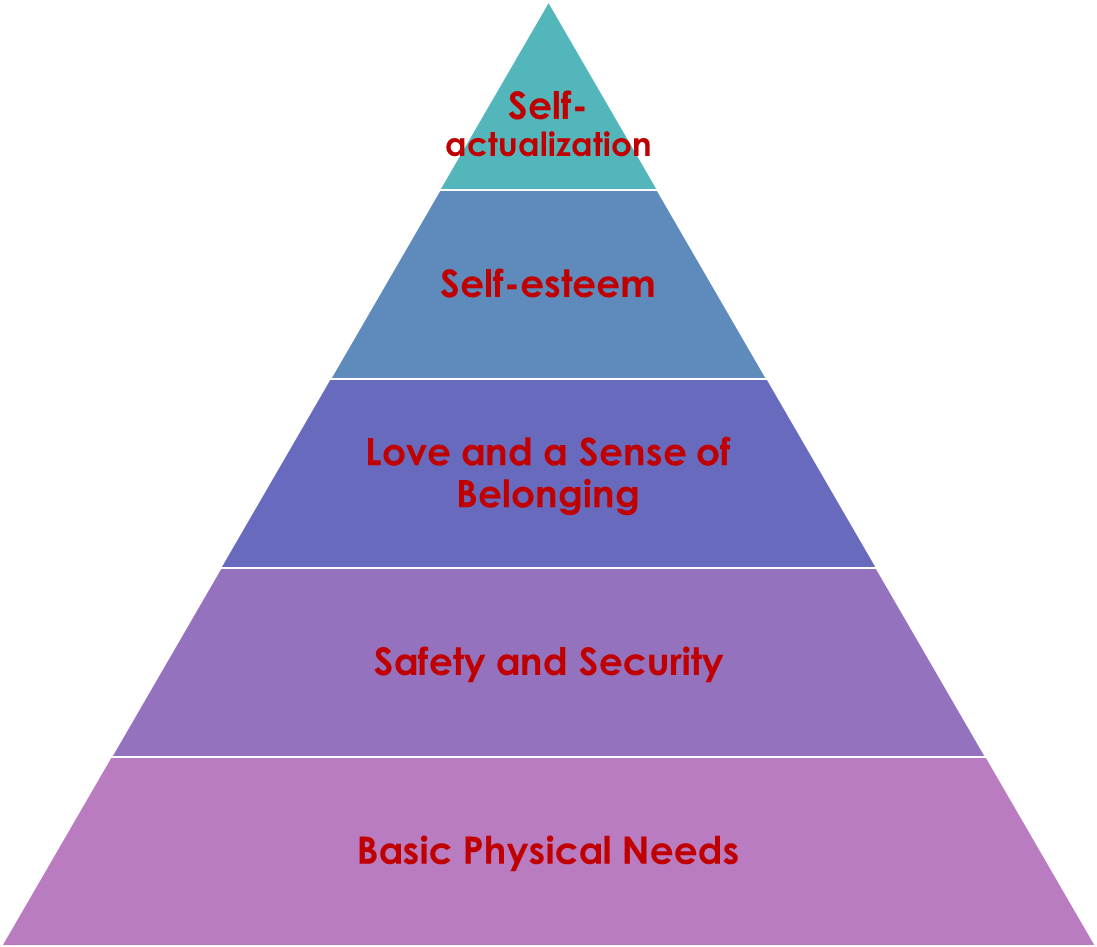 Self-
actualization
Self-esteem
Love and a Sense of
Belonging
Safety and Security
Basic Physical Needs